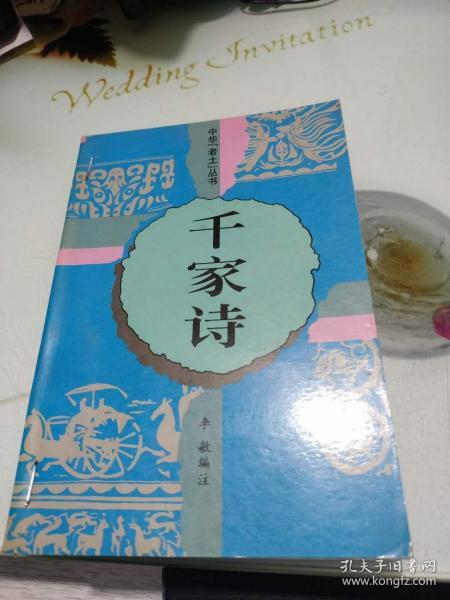 Wedding Invitation
中华「老土」丛书
千家诗
李敏编注
孔夫子旧书网
www.kongfz.com